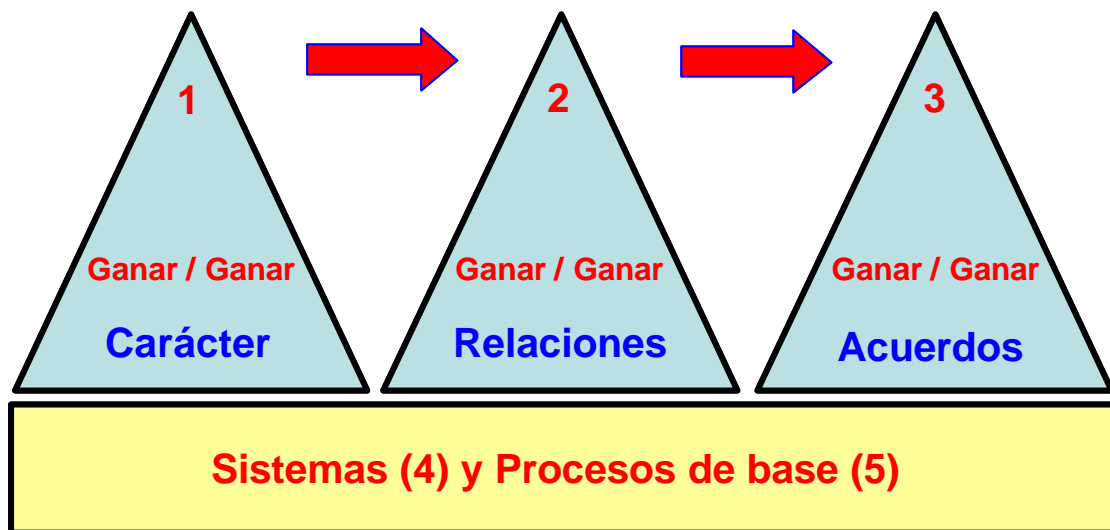 1
2
3
Ganar / Ganar
Ganar / Ganar
Ganar / Ganar
Carácter
Relaciones
Acuerdos
Sistemas (4) y Procesos de base (5)